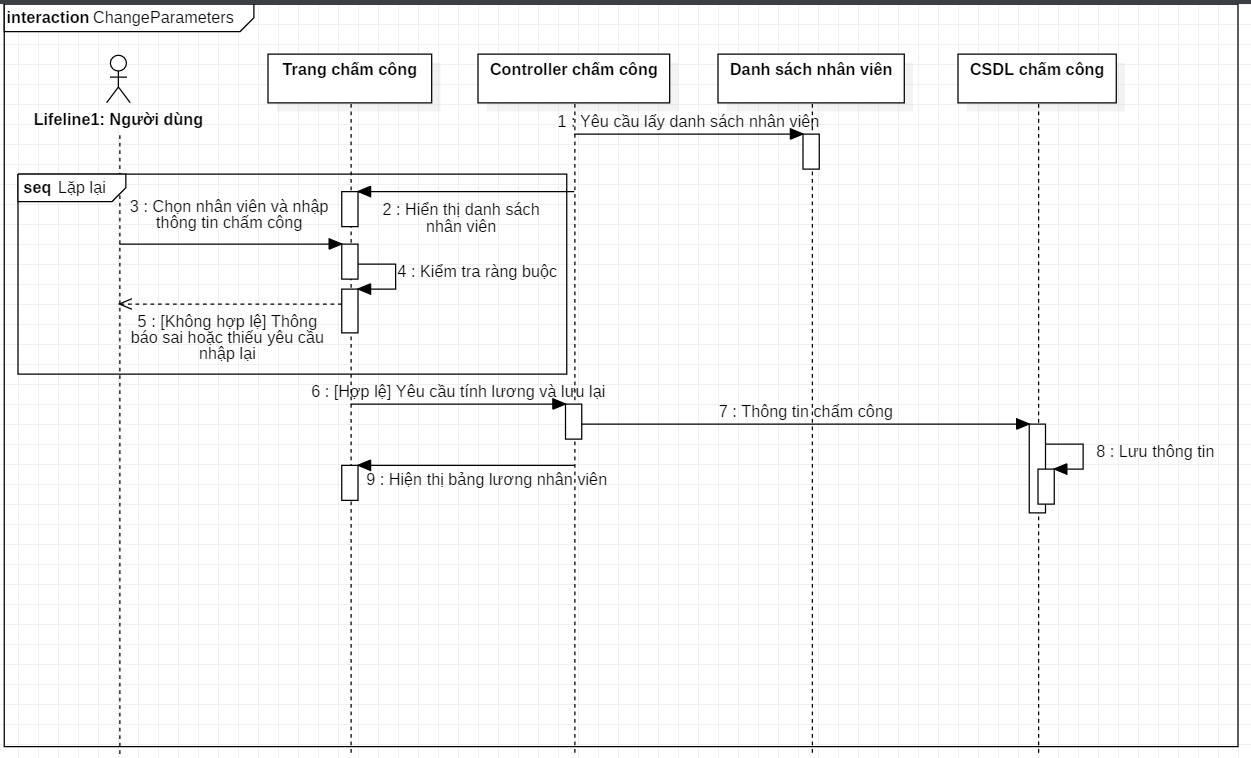 interaction ChangeParameters
Lifeline1: Người dùng
Trang chấm công
Controller chấm công
Danh sách nhân viên
CSDL chấm công
1 : Yêu cầu lấy danh sách nhân viên
seq Lặp lại
2 : Hiển thị danh sách
nhân viên
3 : Chọn nhân viên và nhâp
thông tin chấm công
4 : Kiểm tra ràng buộc
5 : [Không hợp lệ] Thông
báo sai hoặc thiếu yêu cầu
nhập lại
6 : [Hợp lệ] Yêu cầu tính lương và lưu lại
7 : Thông tin chấm công
8 : Lưu thông tin
9 : Hiện thị bảng lương nhân viên